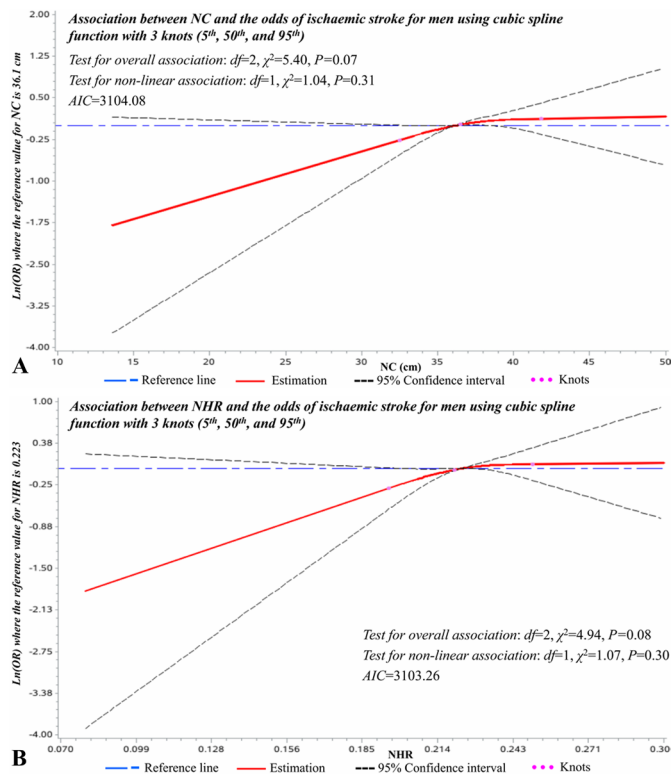 Association between NC and the odds of ischaemic stroke for men using cubic spline
function with 3 knots (5th, 50th, and 95th)
Test for overall association: df=2, χ²=5.40, P=0.07
Test for non-linear association: df=1, χ²=1.04, P=0.31
AIC=3104.08
Ln(OR) where the reference value for NC is 36.1 cm
2.00
1.25
0.50
-0.25
-1.00
-1.75
-2.50
-3.25
-4.00
10 15 20 25 30 35 40 45 50
NC (cm)
A
Reference line Estimation 95% Confidence interval Knots
Association between NHR and the odds of ischaemic stroke for men using cubic spline
function with 3 knots (5th, 50th, and 95th)
Ln(OR) where the reference value for NHR is 0.223
1.00
0.38
-0.25
-0.88
-1.50
-2.13
-2.75
-3.38
-4.00
Test for overall association: df=2, χ²=4.94, P=0.08
Test for non-linear association: df=1, χ²=1.07, P=0.30
AIC=3103.26
0.070 0.099 0.128 0.156 0.185 0.214 0.243 0.271 0.30
NHR
B
Reference line Estimation 95% Confidence interval Knots